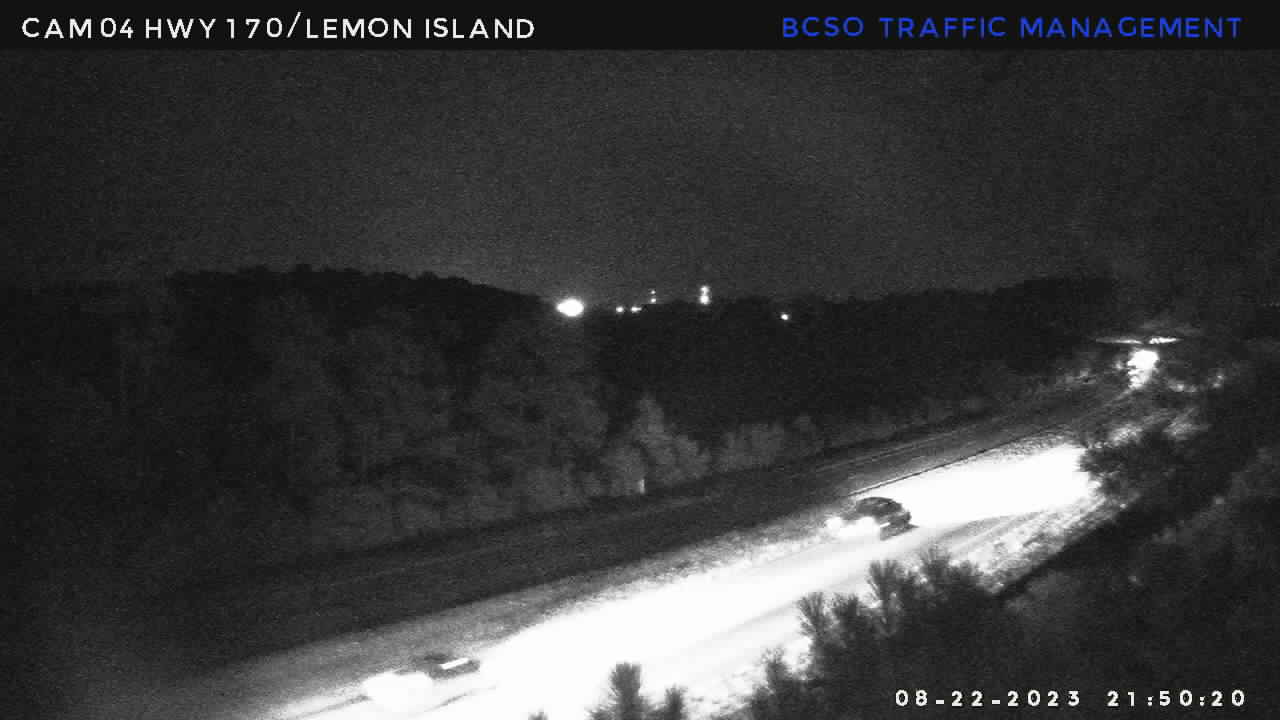 CAM04 HWY 170/LEMON ISLAND
BCSO TRAFFIC MANAGEMENT
08-22-2023 21:50:20